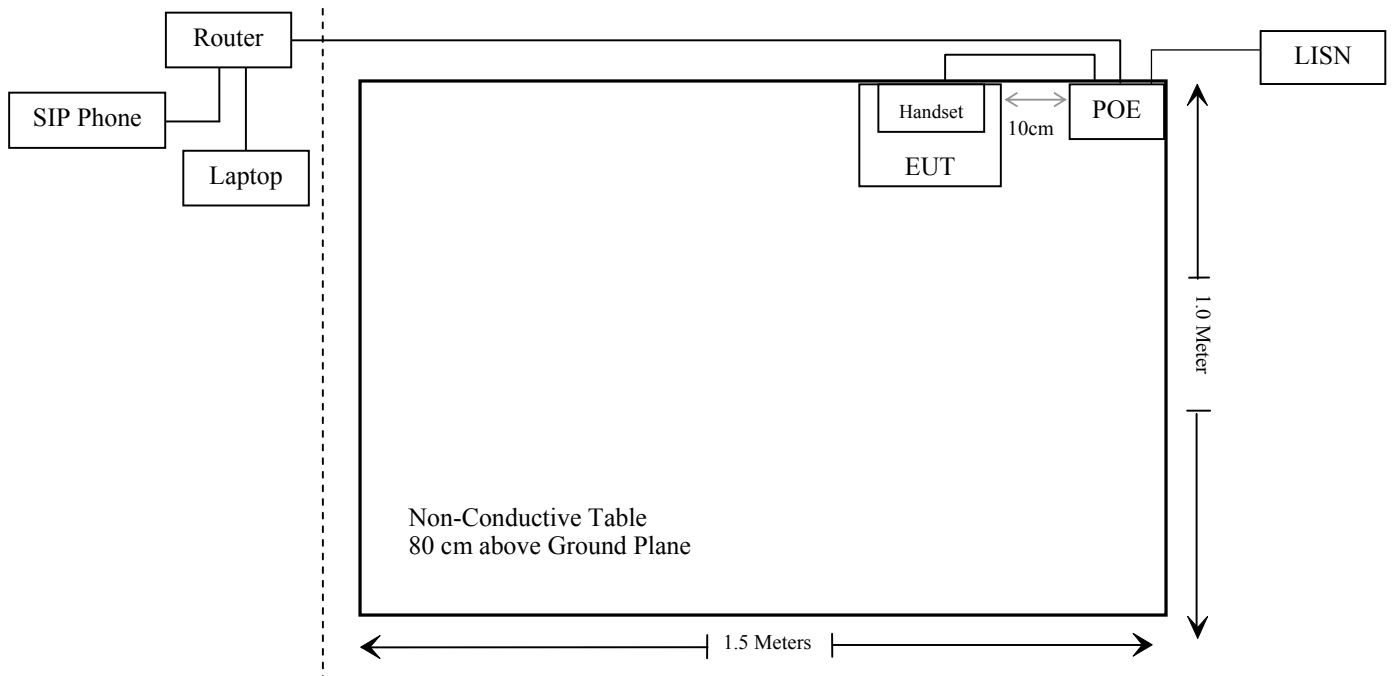 Router
LISN
SIP Phone
Handset
10cm
POE
EUT
Laptop
1.0 Meter
Non-Conductive Table
80 cm above Ground Plane
1.5 Meters